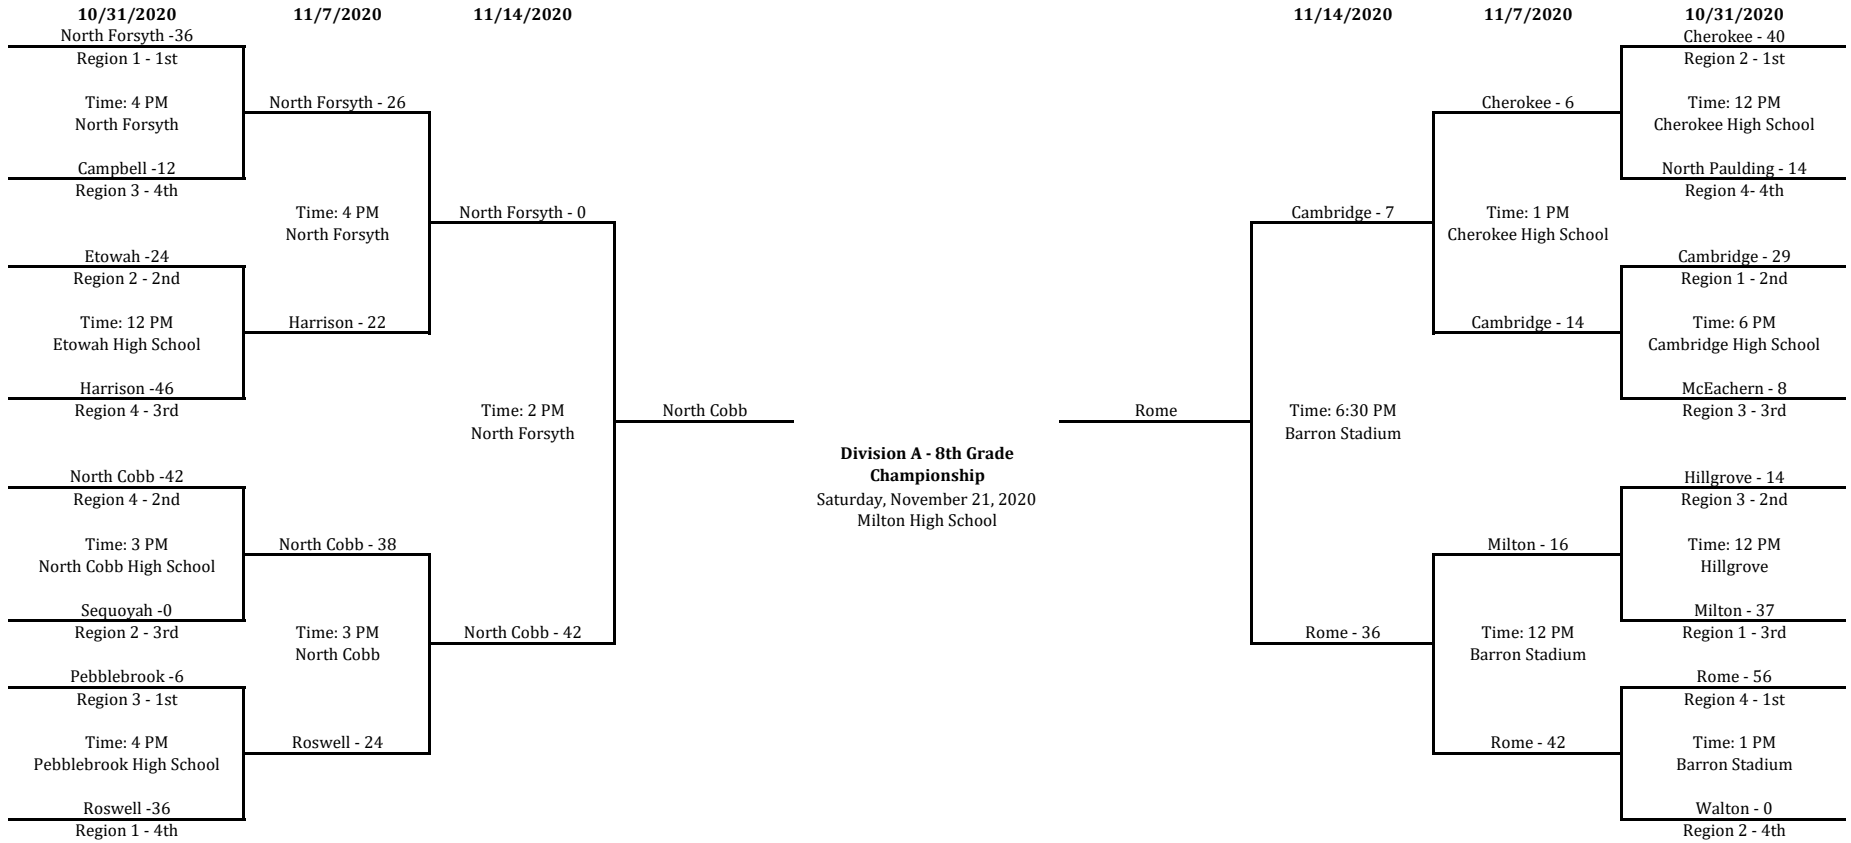 10/31/2020 11/7/2020 11/14/2020 11/14/2020 11/7/2020 10/31/2020
North Forsyth -36 Cherokee - 40
Region 1 - 1st Region 2 - 1st
Time: 4 PM North Forsyth - 26 Cherokee - 6 Time: 12 PM
North Forsyth Cherokee High School
Campbell -12 North Paulding - 14
Region 3 - 4th Region 4- 4th
Time: 4 PM North Forsyth - 0 Cambridge - 7 Time: 1 PM
North Forsyth Cherokee High School
Etowah -24 Cambridge - 29
Region 2 - 2nd Region 1 - 2nd
Time: 12 PM Harrison - 22 Cambridge - 14 Time: 6 PM
Etowah High School Cambridge High School
Harrison -46 McEachern - 8
Region 4 - 3rd Time: 2 PM North Cobb Rome Time: 6:30 PM Region 3 - 3rd
North Forsyth Barron Stadium
Division A - 8th Grade
Championship
North Cobb -42 Hillgrove - 14
Region 4 - 2nd Saturday, November 21, 2020 Region 3 - 2nd
Milton High School
Time: 3 PM North Cobb - 38 Milton - 16 Time: 12 PM
North Cobb High School Hillgrove
Sequoyah -0 Milton - 37
Region 2 - 3rd Time: 3 PM North Cobb - 42 Rome - 36 Time: 12 PM Region 1 - 3rd
North Cobb Barron Stadium
Pebblebrook -6 Rome - 56
Region 3 - 1st Region 4 - 1st
Time: 4 PM Roswell - 24 Rome - 42 Time: 1 PM
Pebblebrook High School Barron Stadium
Roswell -36 Walton - 0
Region 1 - 4th Region 2 - 4th